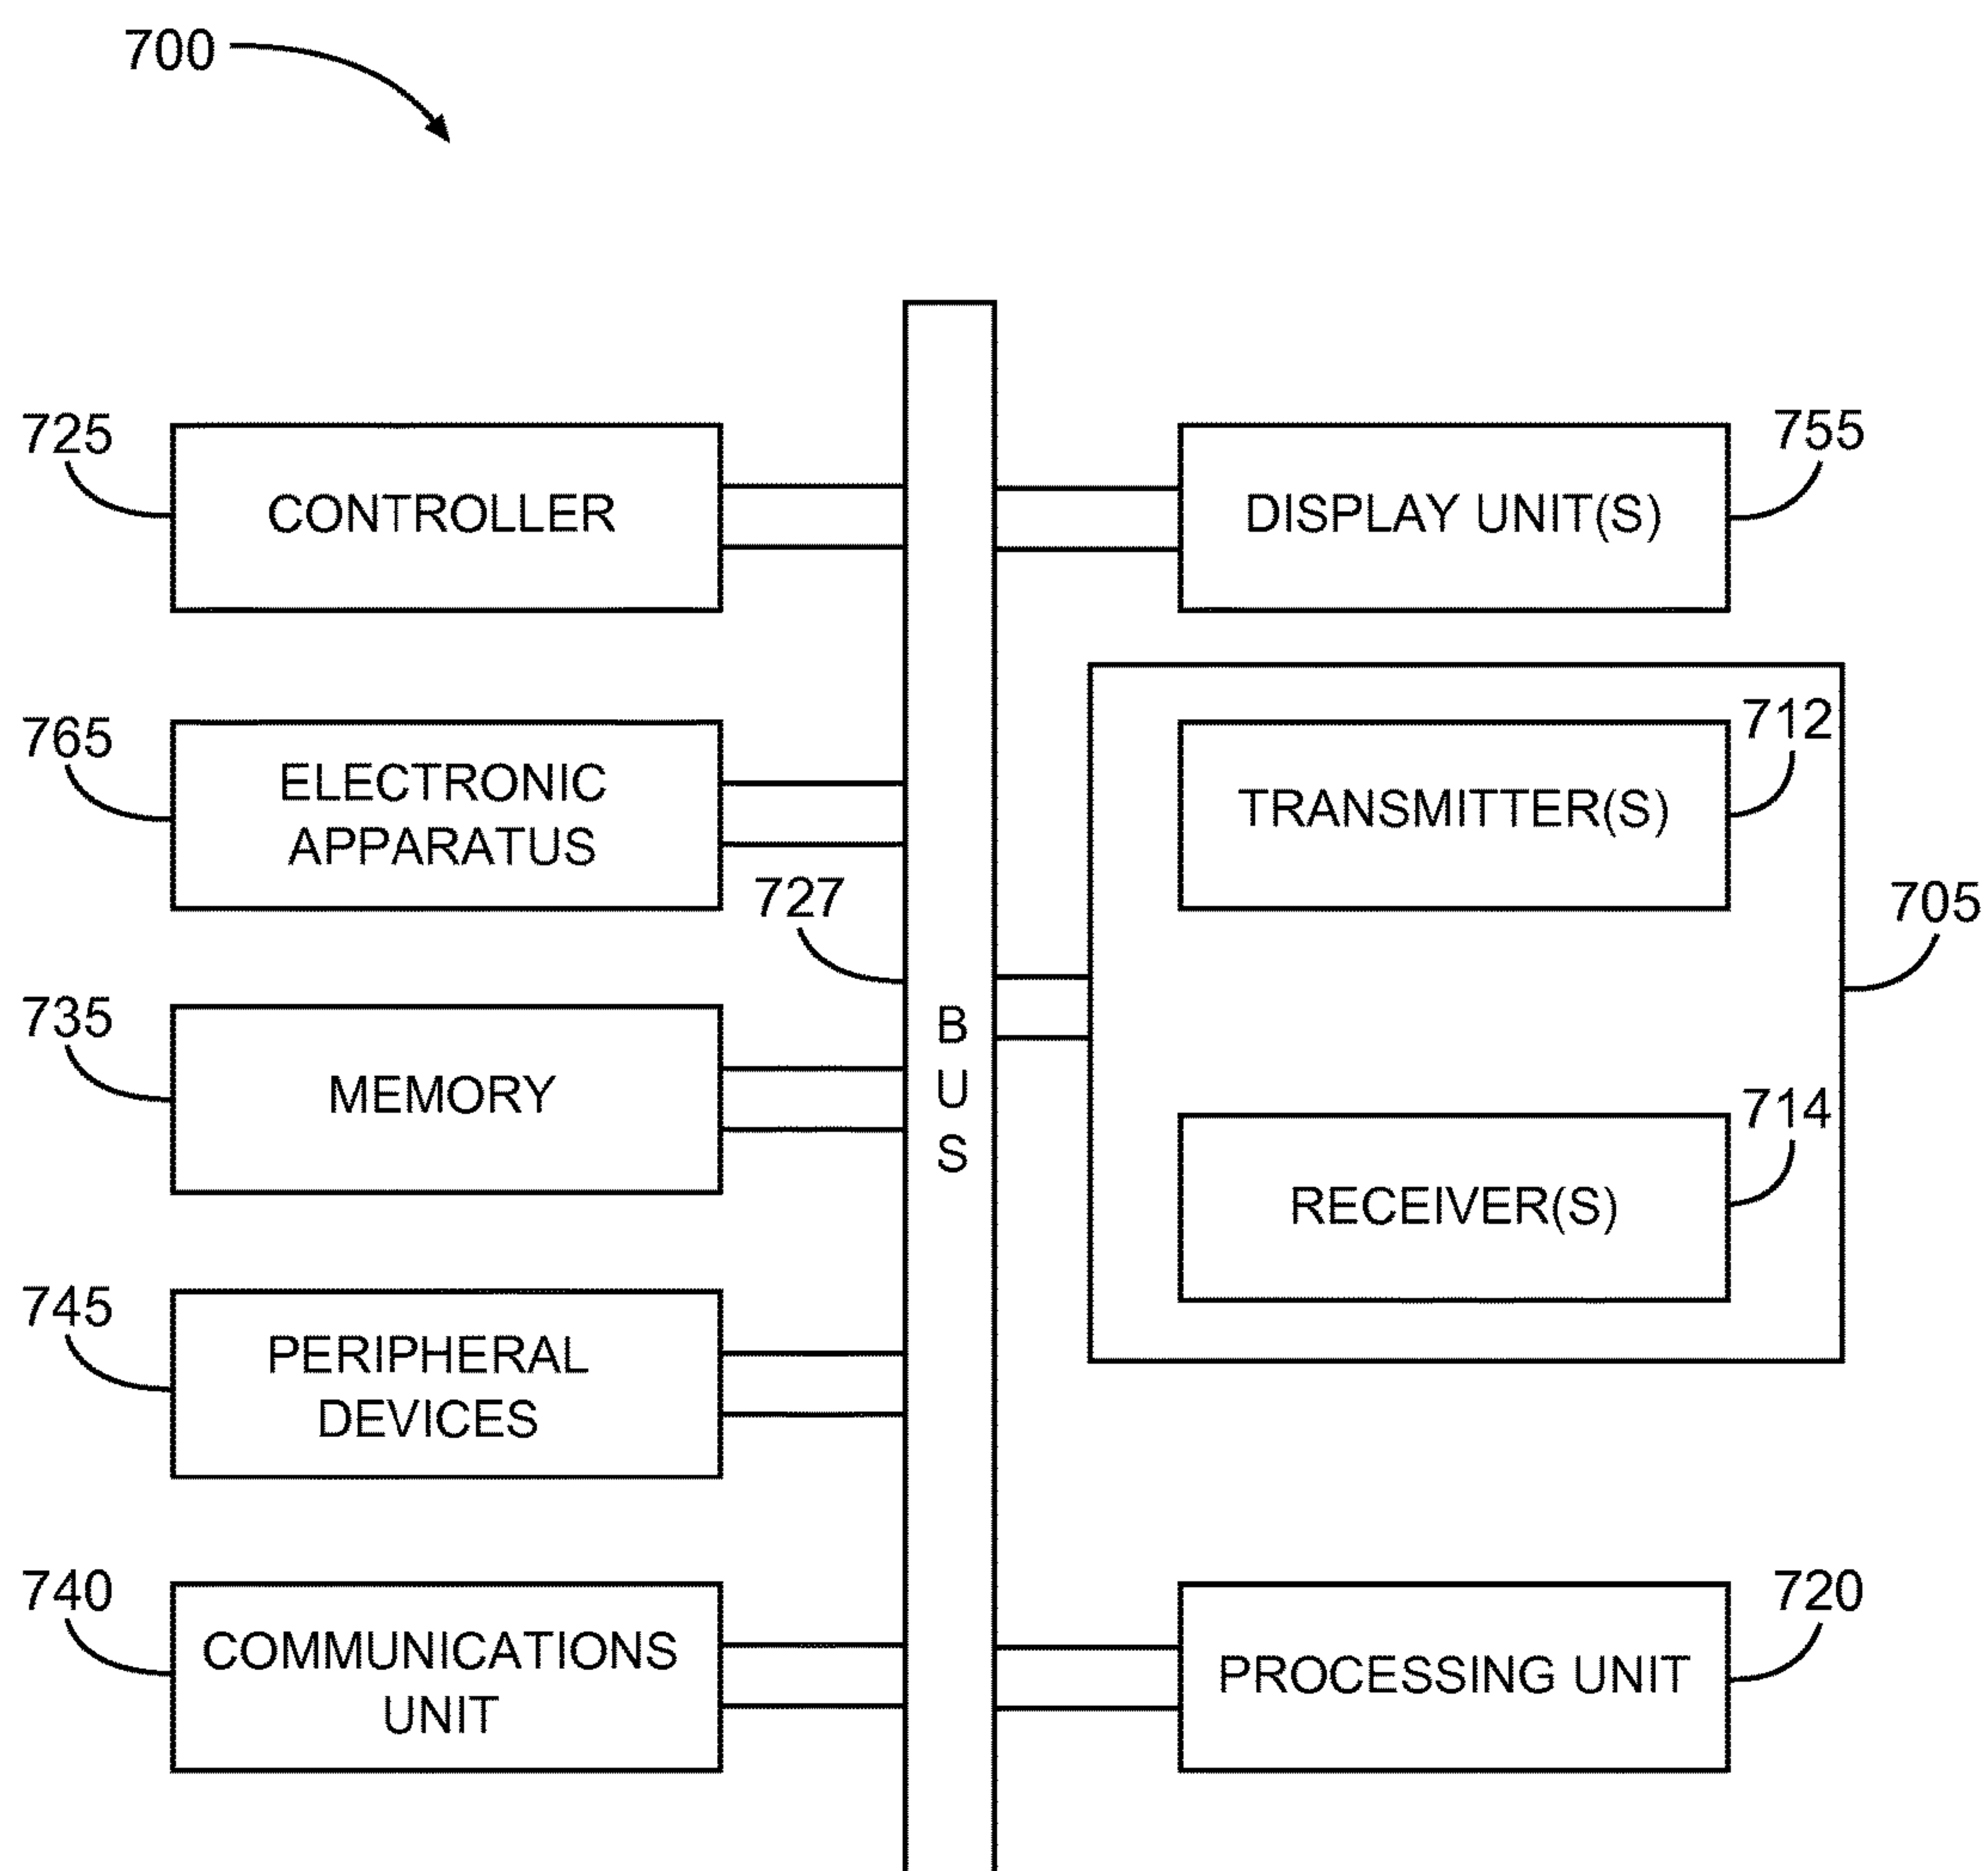 700
725
CONTROLLER
755
DISPLAY UNIT(S)
765
ELECTRONIC
APPARATUS
712
TRANSMITTER(S)
727
705
735
MEMORY
B
U
S
714
RECEIVER(S)
745
PERIPHERAL
DEVICES
740
COMMUNICATIONS
UNIT
720
PROCESSING UNIT